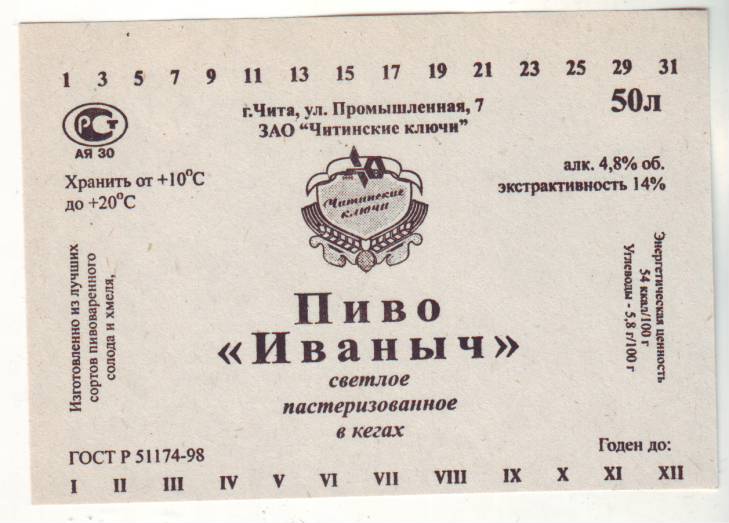 1 3 5 7 9 11 13 15 17 19 21 23 25 29 31
РСТ
АЯ 30
г.Чита, ул. Промышленная, 7
ЗАО "Читинские ключи"
50л
Хранить от +10°С
до +20°С
алк. 4,8% об.
экстрактивность 14%
Читинские
ключи
Изготовленно из лучших
сортов пивоваренного
солода и хмеля,
Энергетическая ценность
54 ккал/100 г
Углеводы - 5,8 г/100 г
Пиво
«Иваныч»
светлое
пастеризованное
в кегах
ГОСТ Р 51174-98
Годен до:
I II III IV V VI VII VIII IX X XI XII